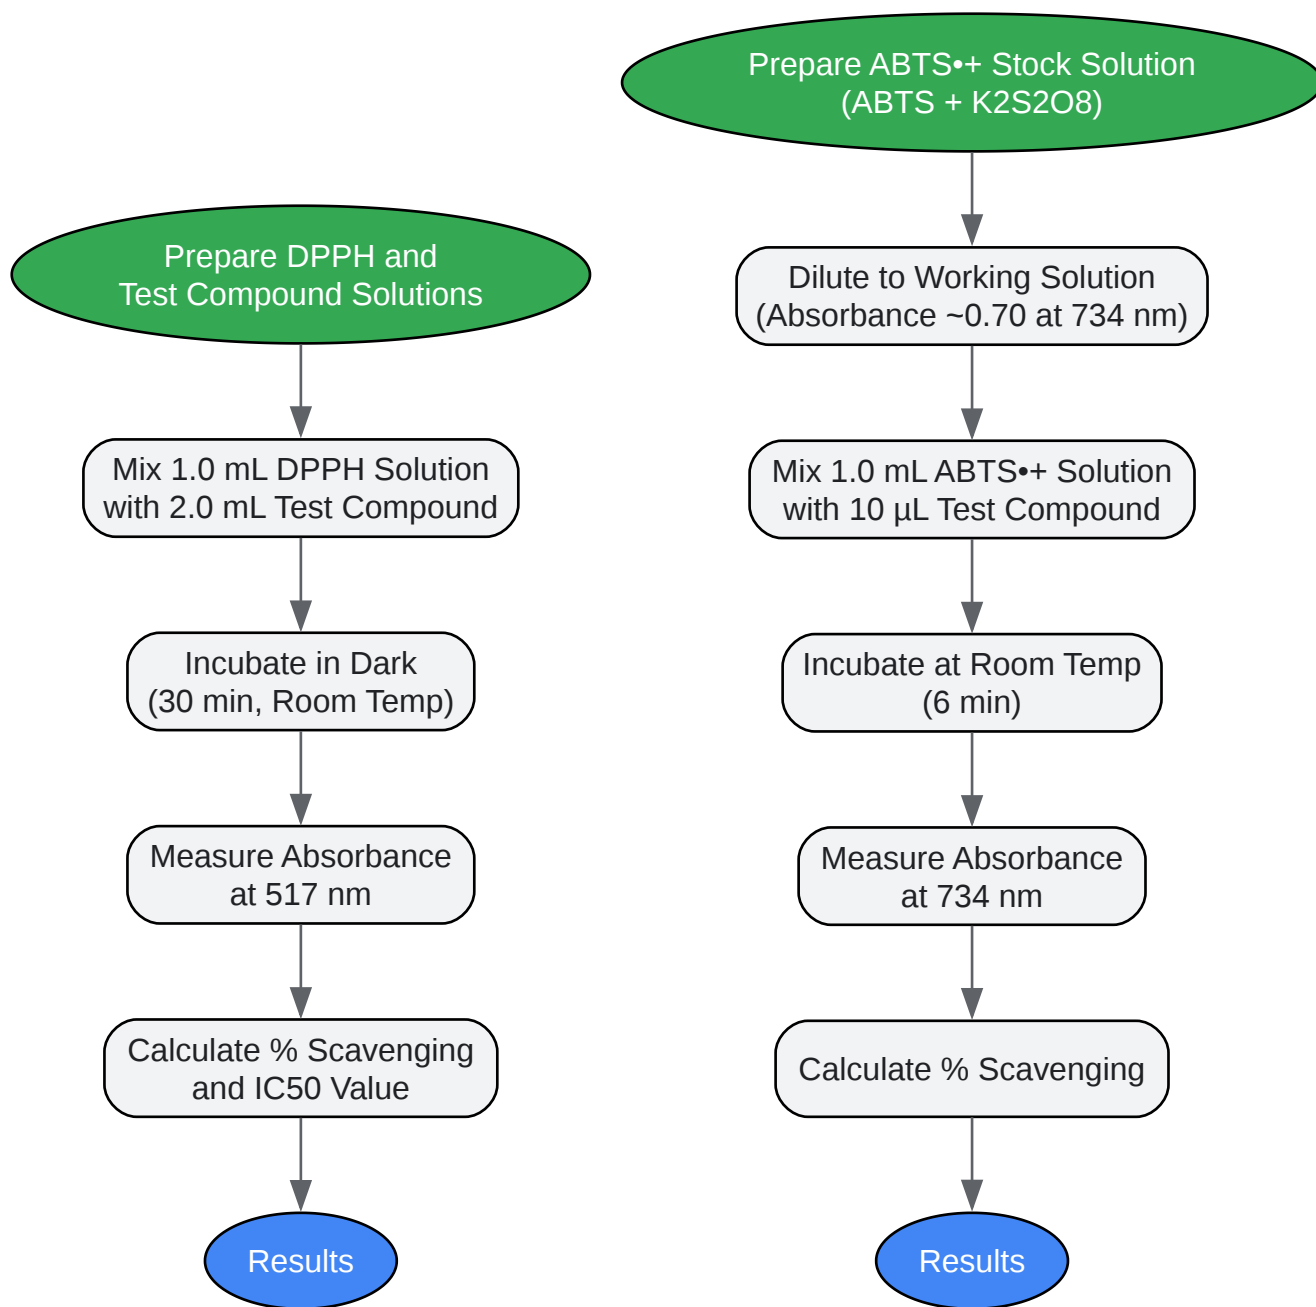 Prepare DPPH and
Test Compound Solutions
Mix 1.0 mL DPPH Solution
with 2.0 mL Test Compound
Incubate in Dark
(30 min, Room Temp)
Measure Absorbance
at 517 nm
Calculate % Scavenging
and IC50 Value
Results
Prepare ABTS•+ Stock Solution
(ABTS + K2S2O8)
Dilute to Working Solution
(Absorbance ~0.70 at 734 nm)
Mix 1.0 mL ABTS•+ Solution
with 10 µL Test Compound
Incubate at Room Temp
(6 min)
Measure Absorbance
at 734 nm
Calculate % Scavenging
Results